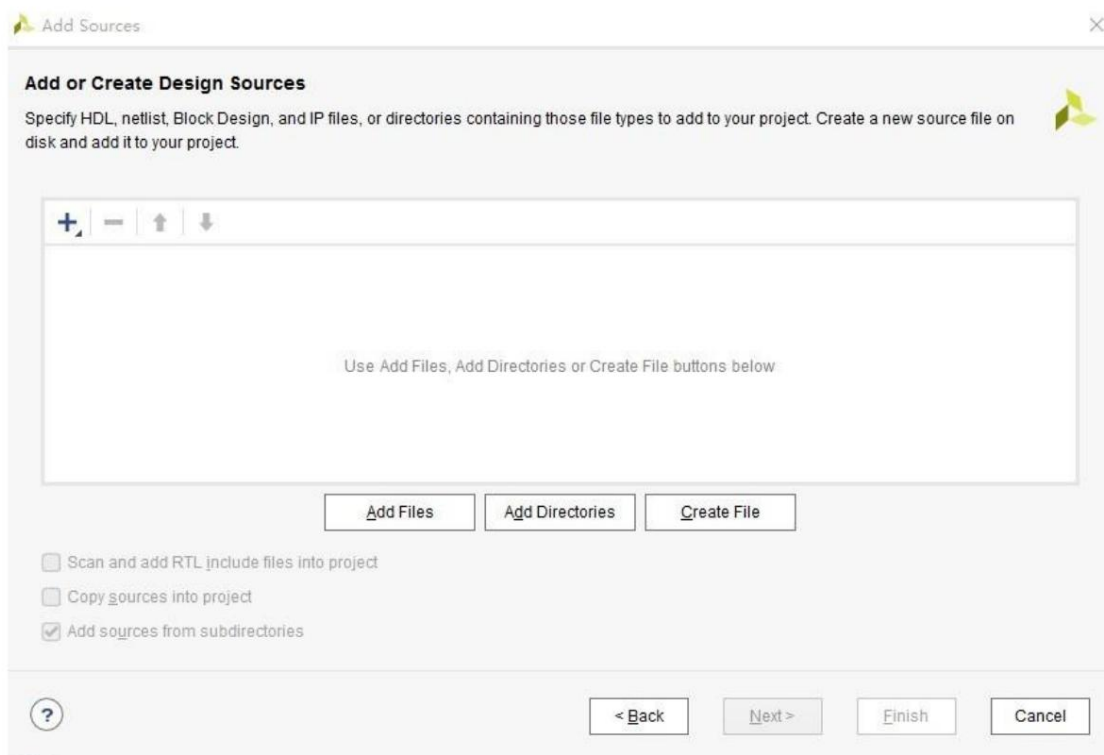 Add Sources
Add or Create Design Sources
Specify HDL, netlist, Block Design, and IP files, or directories containing those file types to add to your project. Create a new source file on
disk and add it to your project.
Use Add Files, Add Directories or Create File buttons below
Add Files
Add Directories
Create File
Scan and add RTL include files into project
Copy sources into project
Add sources from subdirectories
?
< Back
Next >
Finish
Cancel